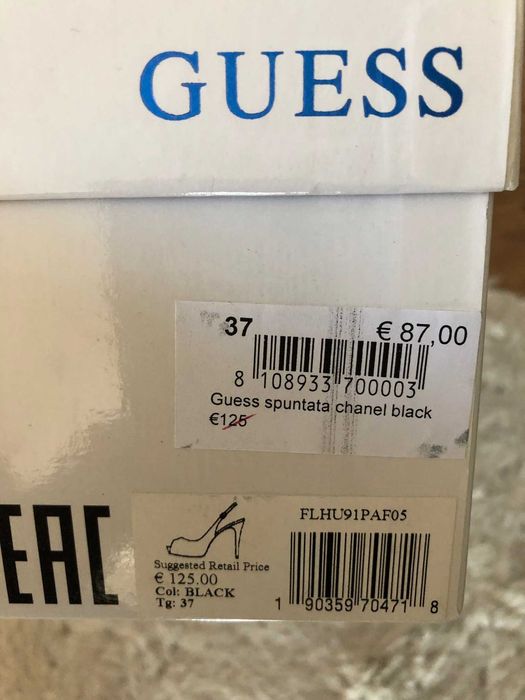 GUESS
37 € 87,00
8 108933 700003
Guess spuntata chanel black
€125
EAC
FLHU91PAF05
Suggested Retail Price
€ 125.00
Col: BLACK
Tg: 37
1 90359 70471 8